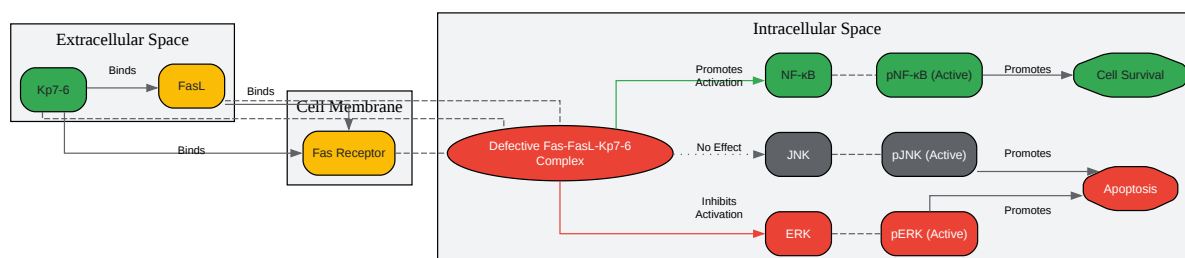 Extracellular Space
Kp7-6
Binds
FasL
Binds
Binds
Cell Membrane
Fas Receptor
Intracellular Space
Defective Fas-FasL-Kp7-6
Complex
Promotes
Activation
NF-κB
pNF-κB (Active)
Promotes
Cell Survival
No Effect
JNK
pJNK (Active)
Promotes
Apoptosis
Inhibits
Activation
ERK
pERK (Active)
Promotes